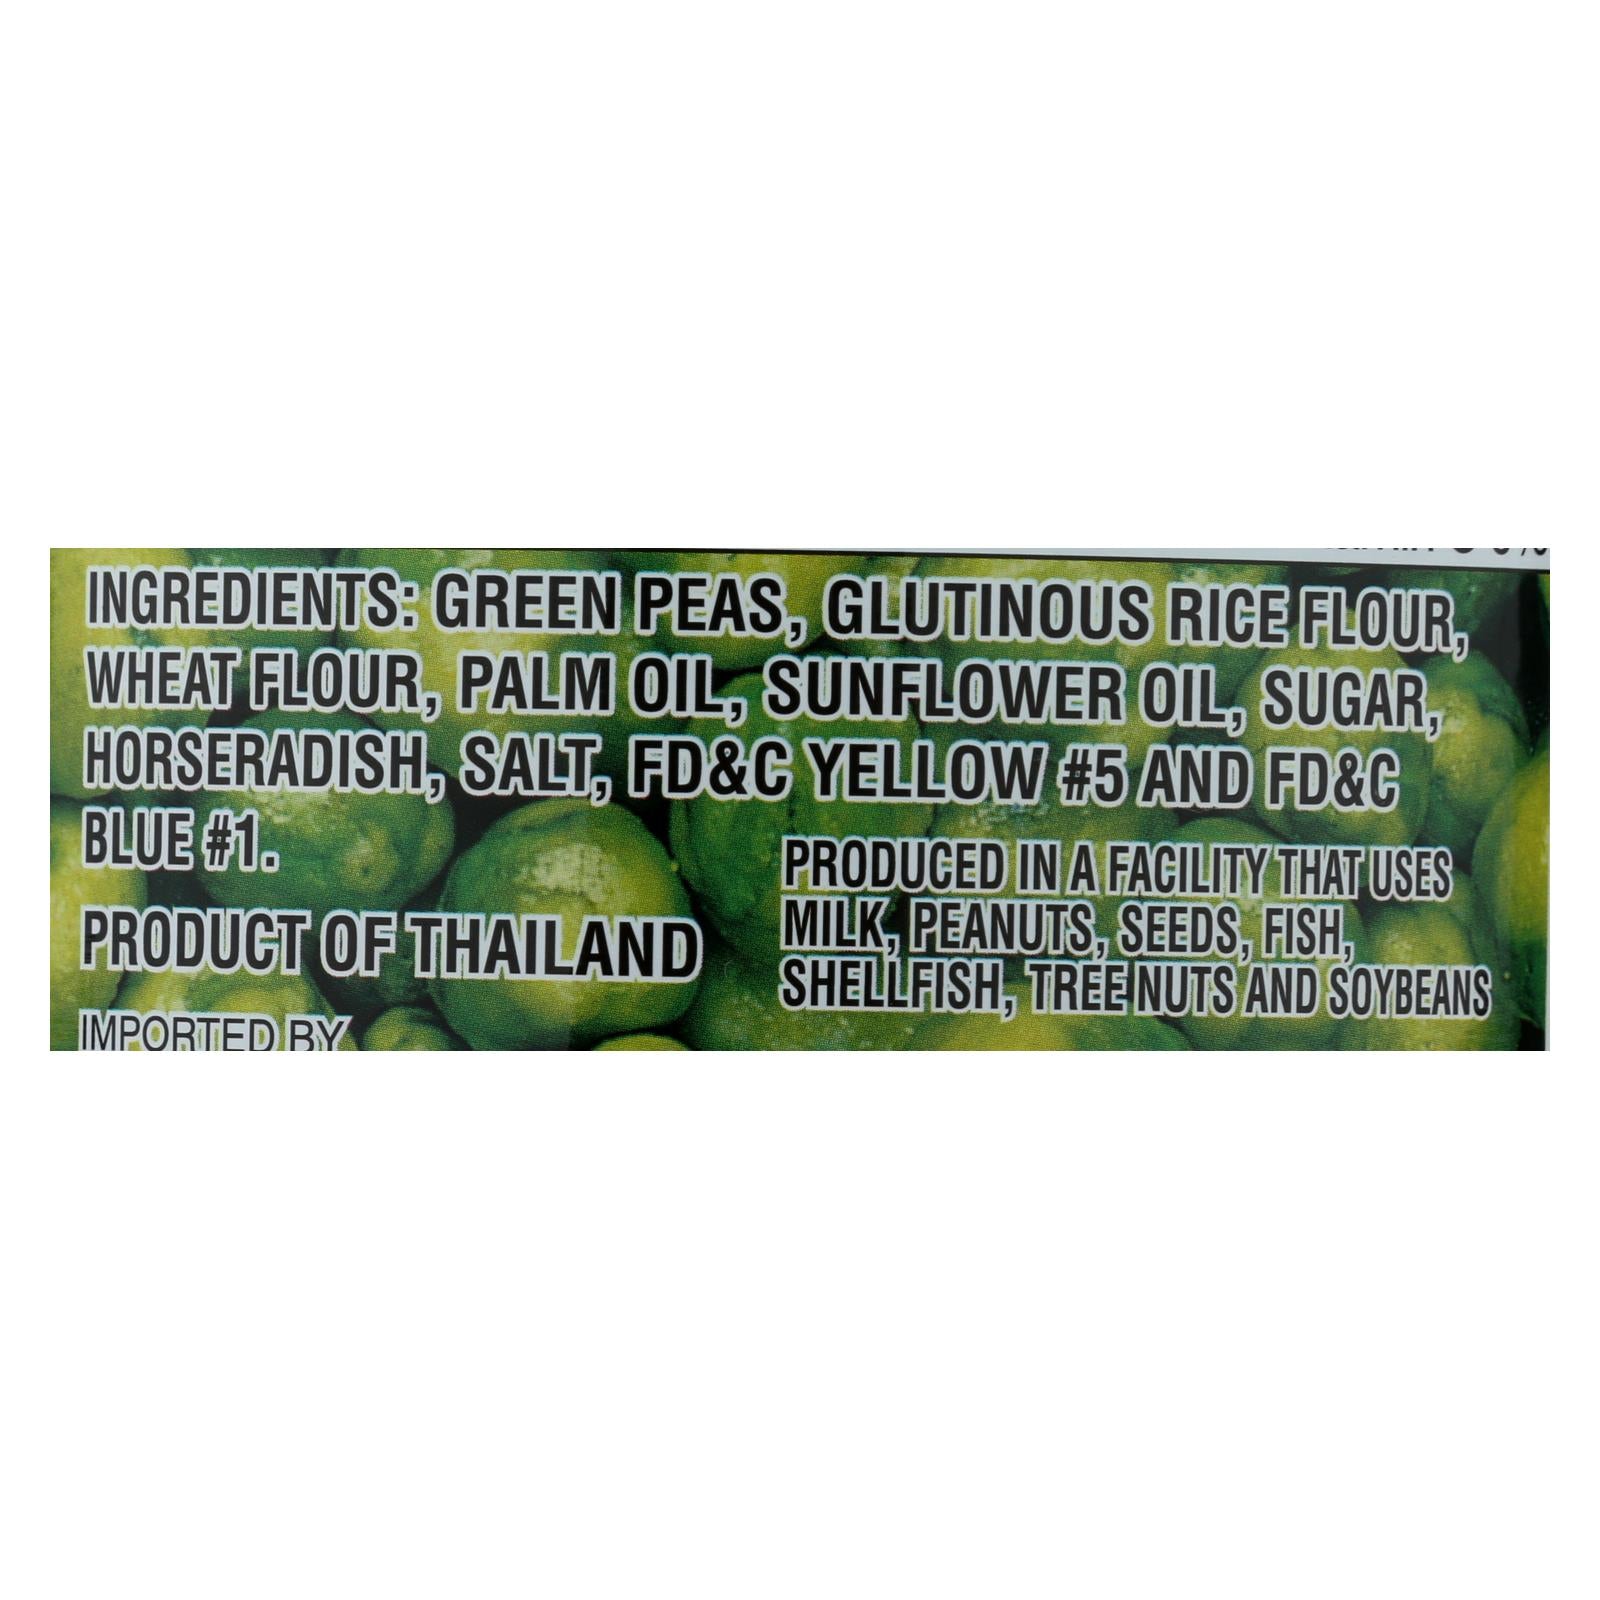 INGREDIENTS: GREEN PEAS, GLUTINOUS RICE FLOUR,
WHEAT FLOUR, PALM OIL, SUNFLOWER OIL, SUGAR,
HORSERADISH, SALT, FD&C YELLOW #5 AND FD&C
BLUE #1.
PRODUCT OF THAILAND
PRODUCED IN A FACILITY THAT USES
MILK, PEANUTS, SEEDS, FISH,
SHELLFISH, TREE NUTS AND SOYBEANS
IMPORTED BY